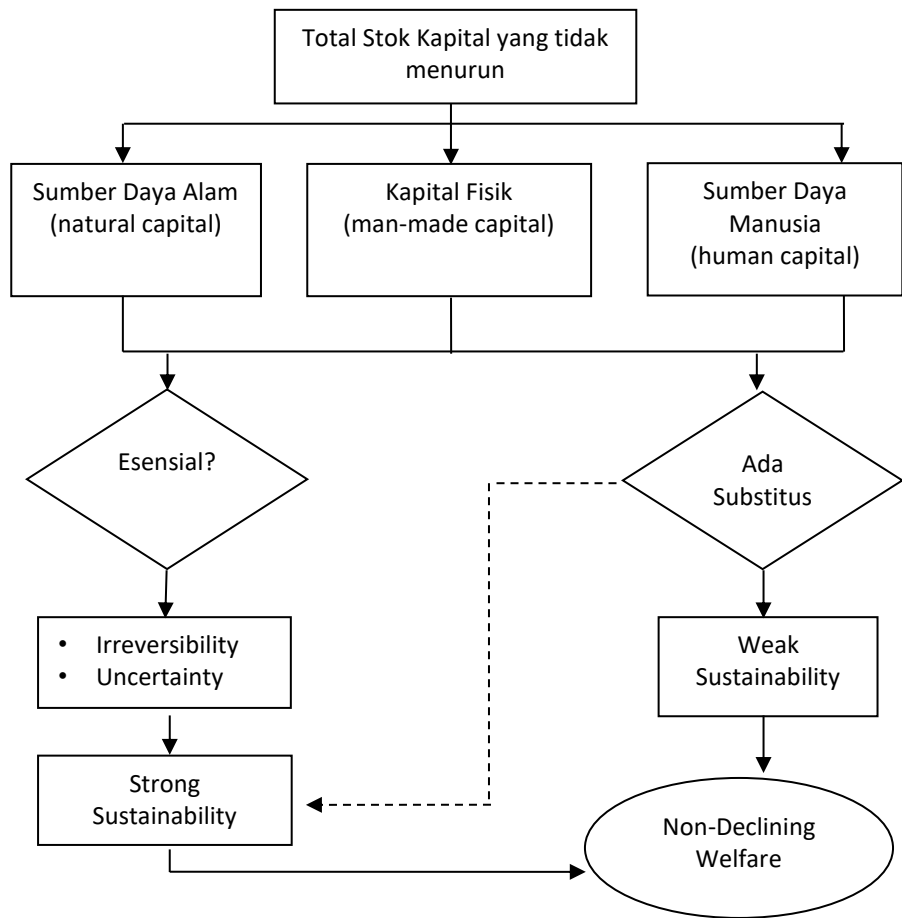 Total Stok Kapital yang tidak
menurun
Sumber Daya Alam
(natural capital)
Kapital Fisik
(man-made capital)
Sumber Daya
Manusia
(human capital)
Esensial?
Ada
Substitus
• Irreversibility
• Uncertainty
Weak
Sustainability
Strong
Sustainability
Non-Declining
Welfare